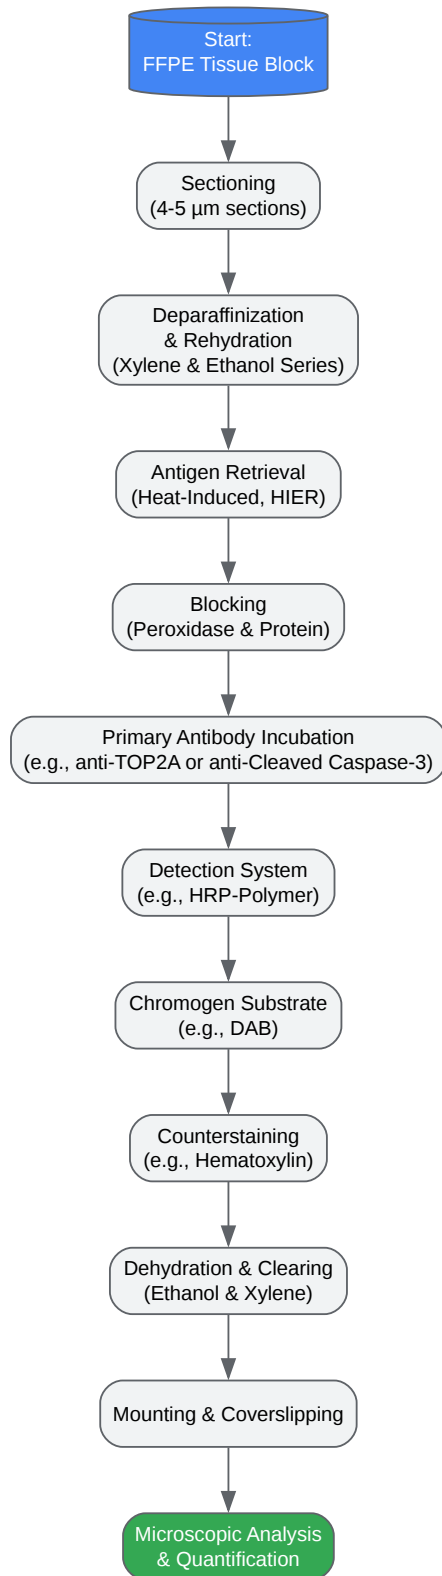 Start:
FFPE Tissue Block
Sectioning
(4-5 µm sections)
Deparaffinization
& Rehydration
(Xylene & Ethanol Series)
Antigen Retrieval
(Heat-Induced, HIER)
Blocking
(Peroxidase & Protein)
Primary Antibody Incubation
(e.g., anti-TOP2A or anti-Cleaved Caspase-3)
Detection System
(e.g., HRP-Polymer)
Chromogen Substrate
(e.g., DAB)
Counterstaining
(e.g., Hematoxylin)
Dehydration & Clearing
(Ethanol & Xylene)
Mounting & Coverslipping
Microscopic Analysis
& Quantification